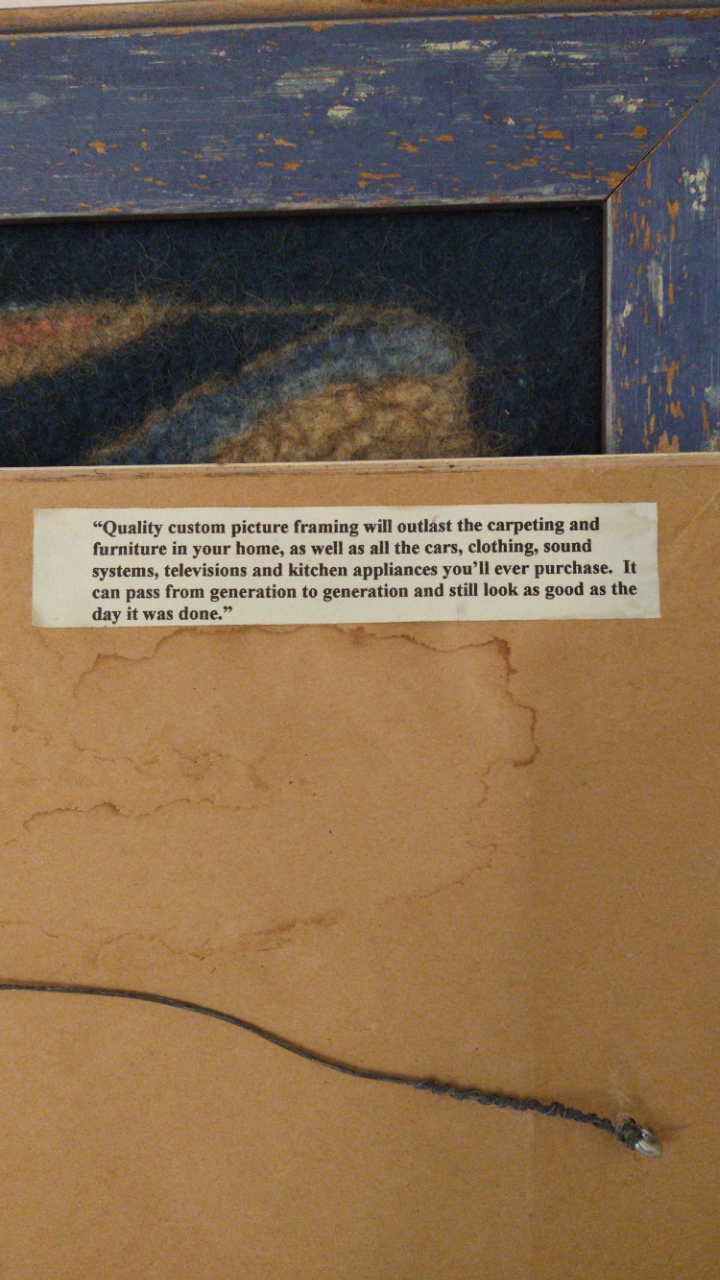 “Quality custom picture framing will outlast the carpeting and
furniture in your home, as well as all the cars, clothing, sound
systems, televisions and kitchen appliances you’ll ever purchase.  It
can pass from generation to generation and still look as good as the
day it was done.”